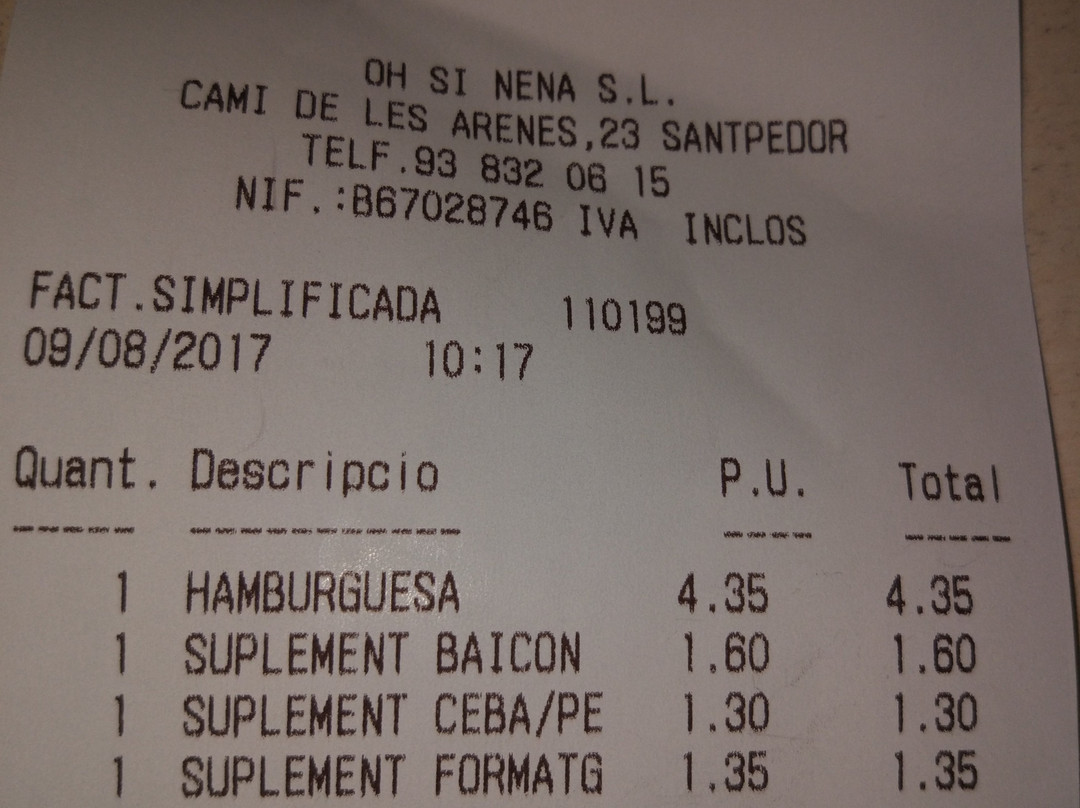 OH SI NENA S.L.
CAMI DE LES ARENES,23 SANTPEDOR
TELF.93 832 06 15
NIF.:B67028746 IVA INCLOS
FACT.SIMPLIFICADA 110199
09/08/2017 10:17
Quant. Descripcio P.U. Total
1 HAMBURGUESA 4.35 4.35
1 SUPLEMENT BAICON 1.60 1.60
1 SUPLEMENT CEBA/PE 1.30 1.30
1 SUPLEMENT FORMATG 1.35 1.35